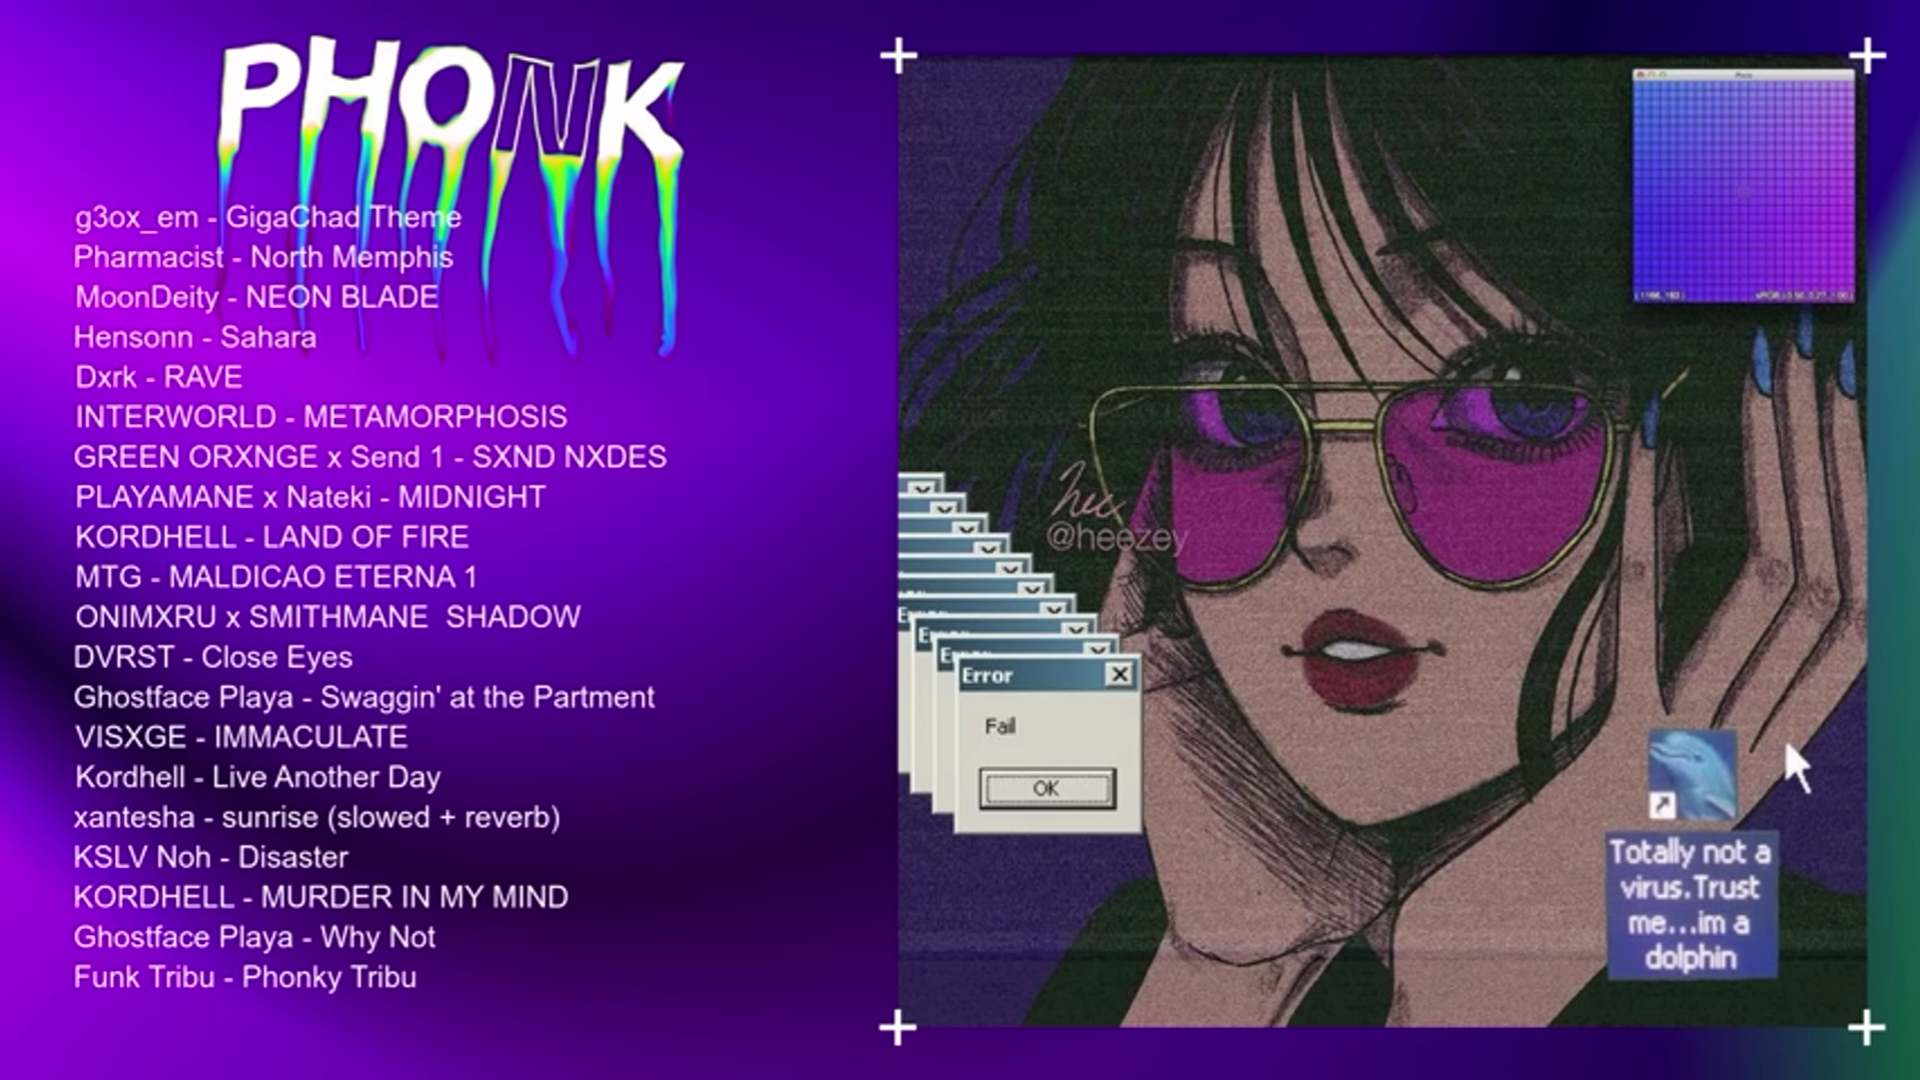 PHONK
g3ox_em - GigaChad Theme
Pharmacist - North Memphis
MoonDeity - NEON BLADE
Hensonn - Sahara
Dxrk - RAVE
INTERWORLD - METAMORPHOSIS
GREEN ORXNGE x Send 1 - SXND NXDES
PLAYAMANE x Nateki - MIDNIGHT
KORDHELL - LAND OF FIRE
MTG - MALDICAO ETERNA 1
ONIMXRU x SMITHMANE  SHADOW
DVRST - Close Eyes
Ghostface Playa - Swaggin' at the Partment
VISXGE - IMMACULATE
Kordhell - Live Another Day
xantesha - sunrise (slowed + reverb)
KSLV Noh - Disaster
KORDHELL - MURDER IN MY MIND
Ghostface Playa - Why Not
Funk Tribu - Phonky Tribu
@heezey
Error
Error
Error
Error
Fail
OK
Totally not a
virus.Trust
me...im a
dolphin